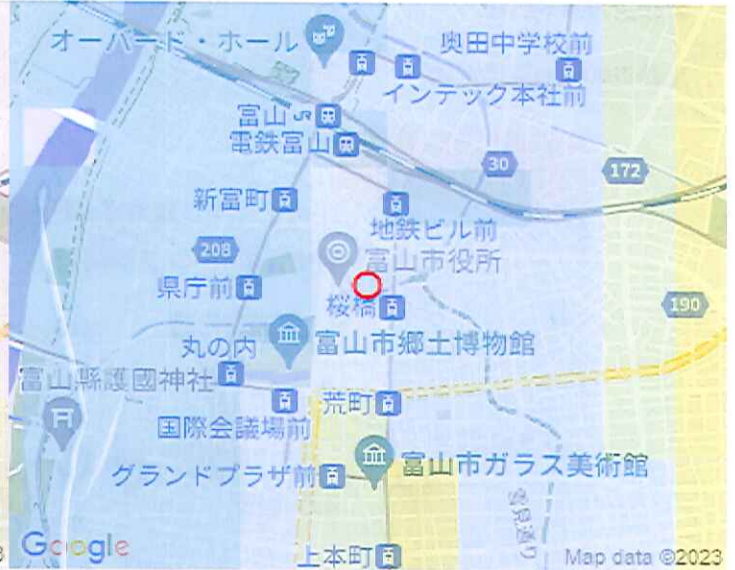 オーバード・ホール
奥田中学校前
インテック本社前
富山 JR
電鉄富山
30
172
新富町
地鉄ビル前
208
富山市役所
県庁前
桜橋
190
丸の内
富山市郷土博物館
富山縣護國神社
荒町
国際会議場前
富山市ガラス美術館
グランドプラザ前
雪見通り
上本町
Google
Map data ©2023